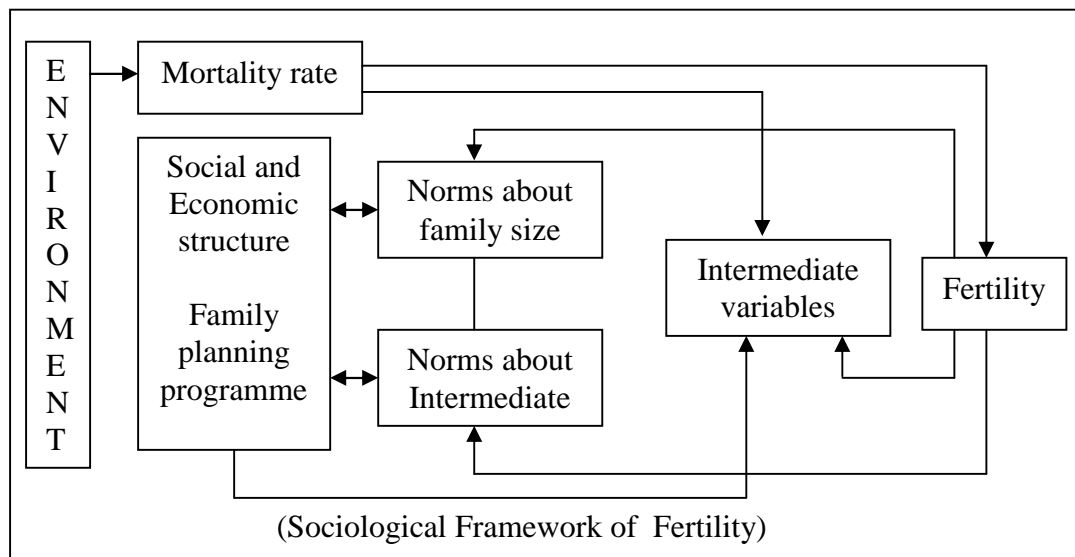 ENVIRONMENT
Mortality rate
Social and
Economic
structure
Family
planning
programme
Norms about
family size
Norms about
Intermediate
Intermediate
variables
Fertility
(Sociological Framework of Fertility)